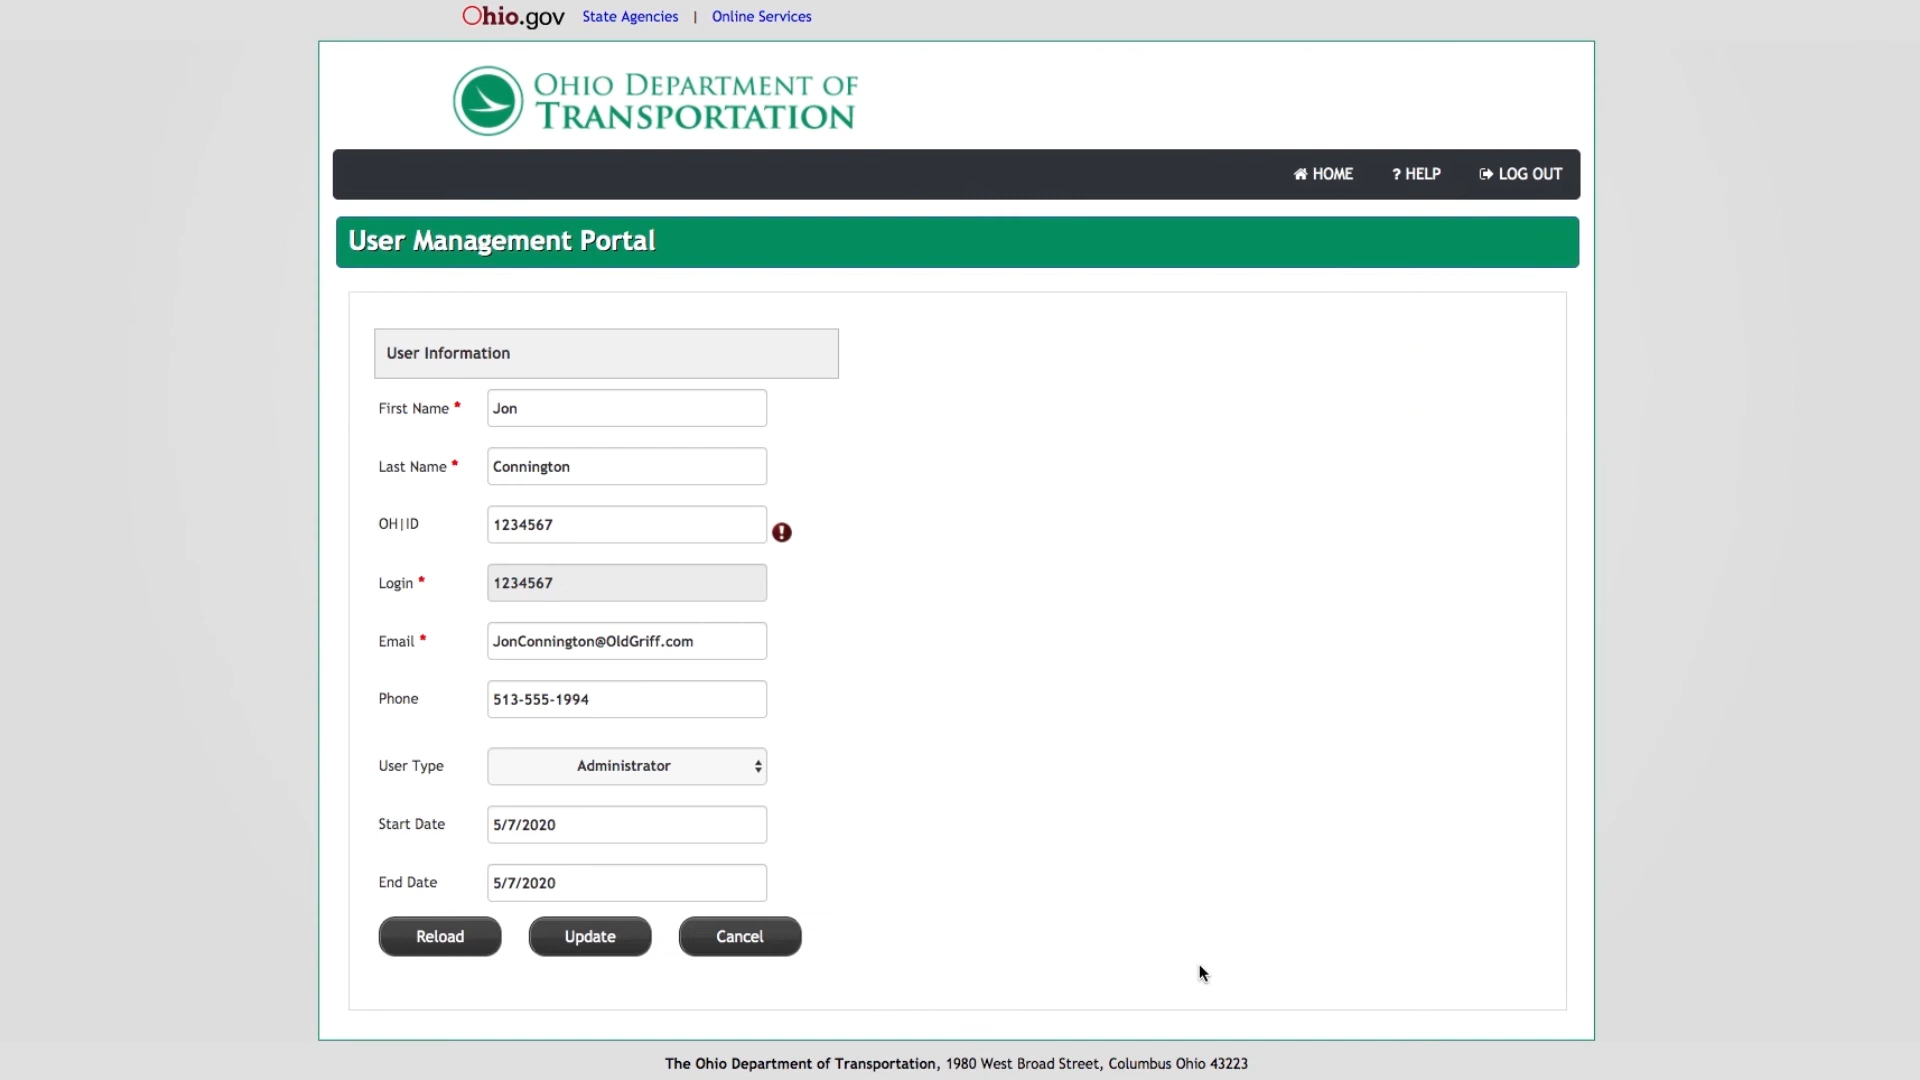 Ohio.gov State Agencies | Online Services
OHIO DEPARTMENT OF
TRANSPORTATION
HOME ? HELP LOG OUT
User Management Portal
User Information
First Name * Jon
Last Name * Connington
OH|ID 1234567
Login * 1234567
Email * JonConnington@OldGriff.com
Phone 513-555-1994
User Type Administrator
Start Date 5/7/2020
End Date 5/7/2020
Reload Update Cancel
The Ohio Department of Transportation, 1980 West Broad Street, Columbus Ohio 43223